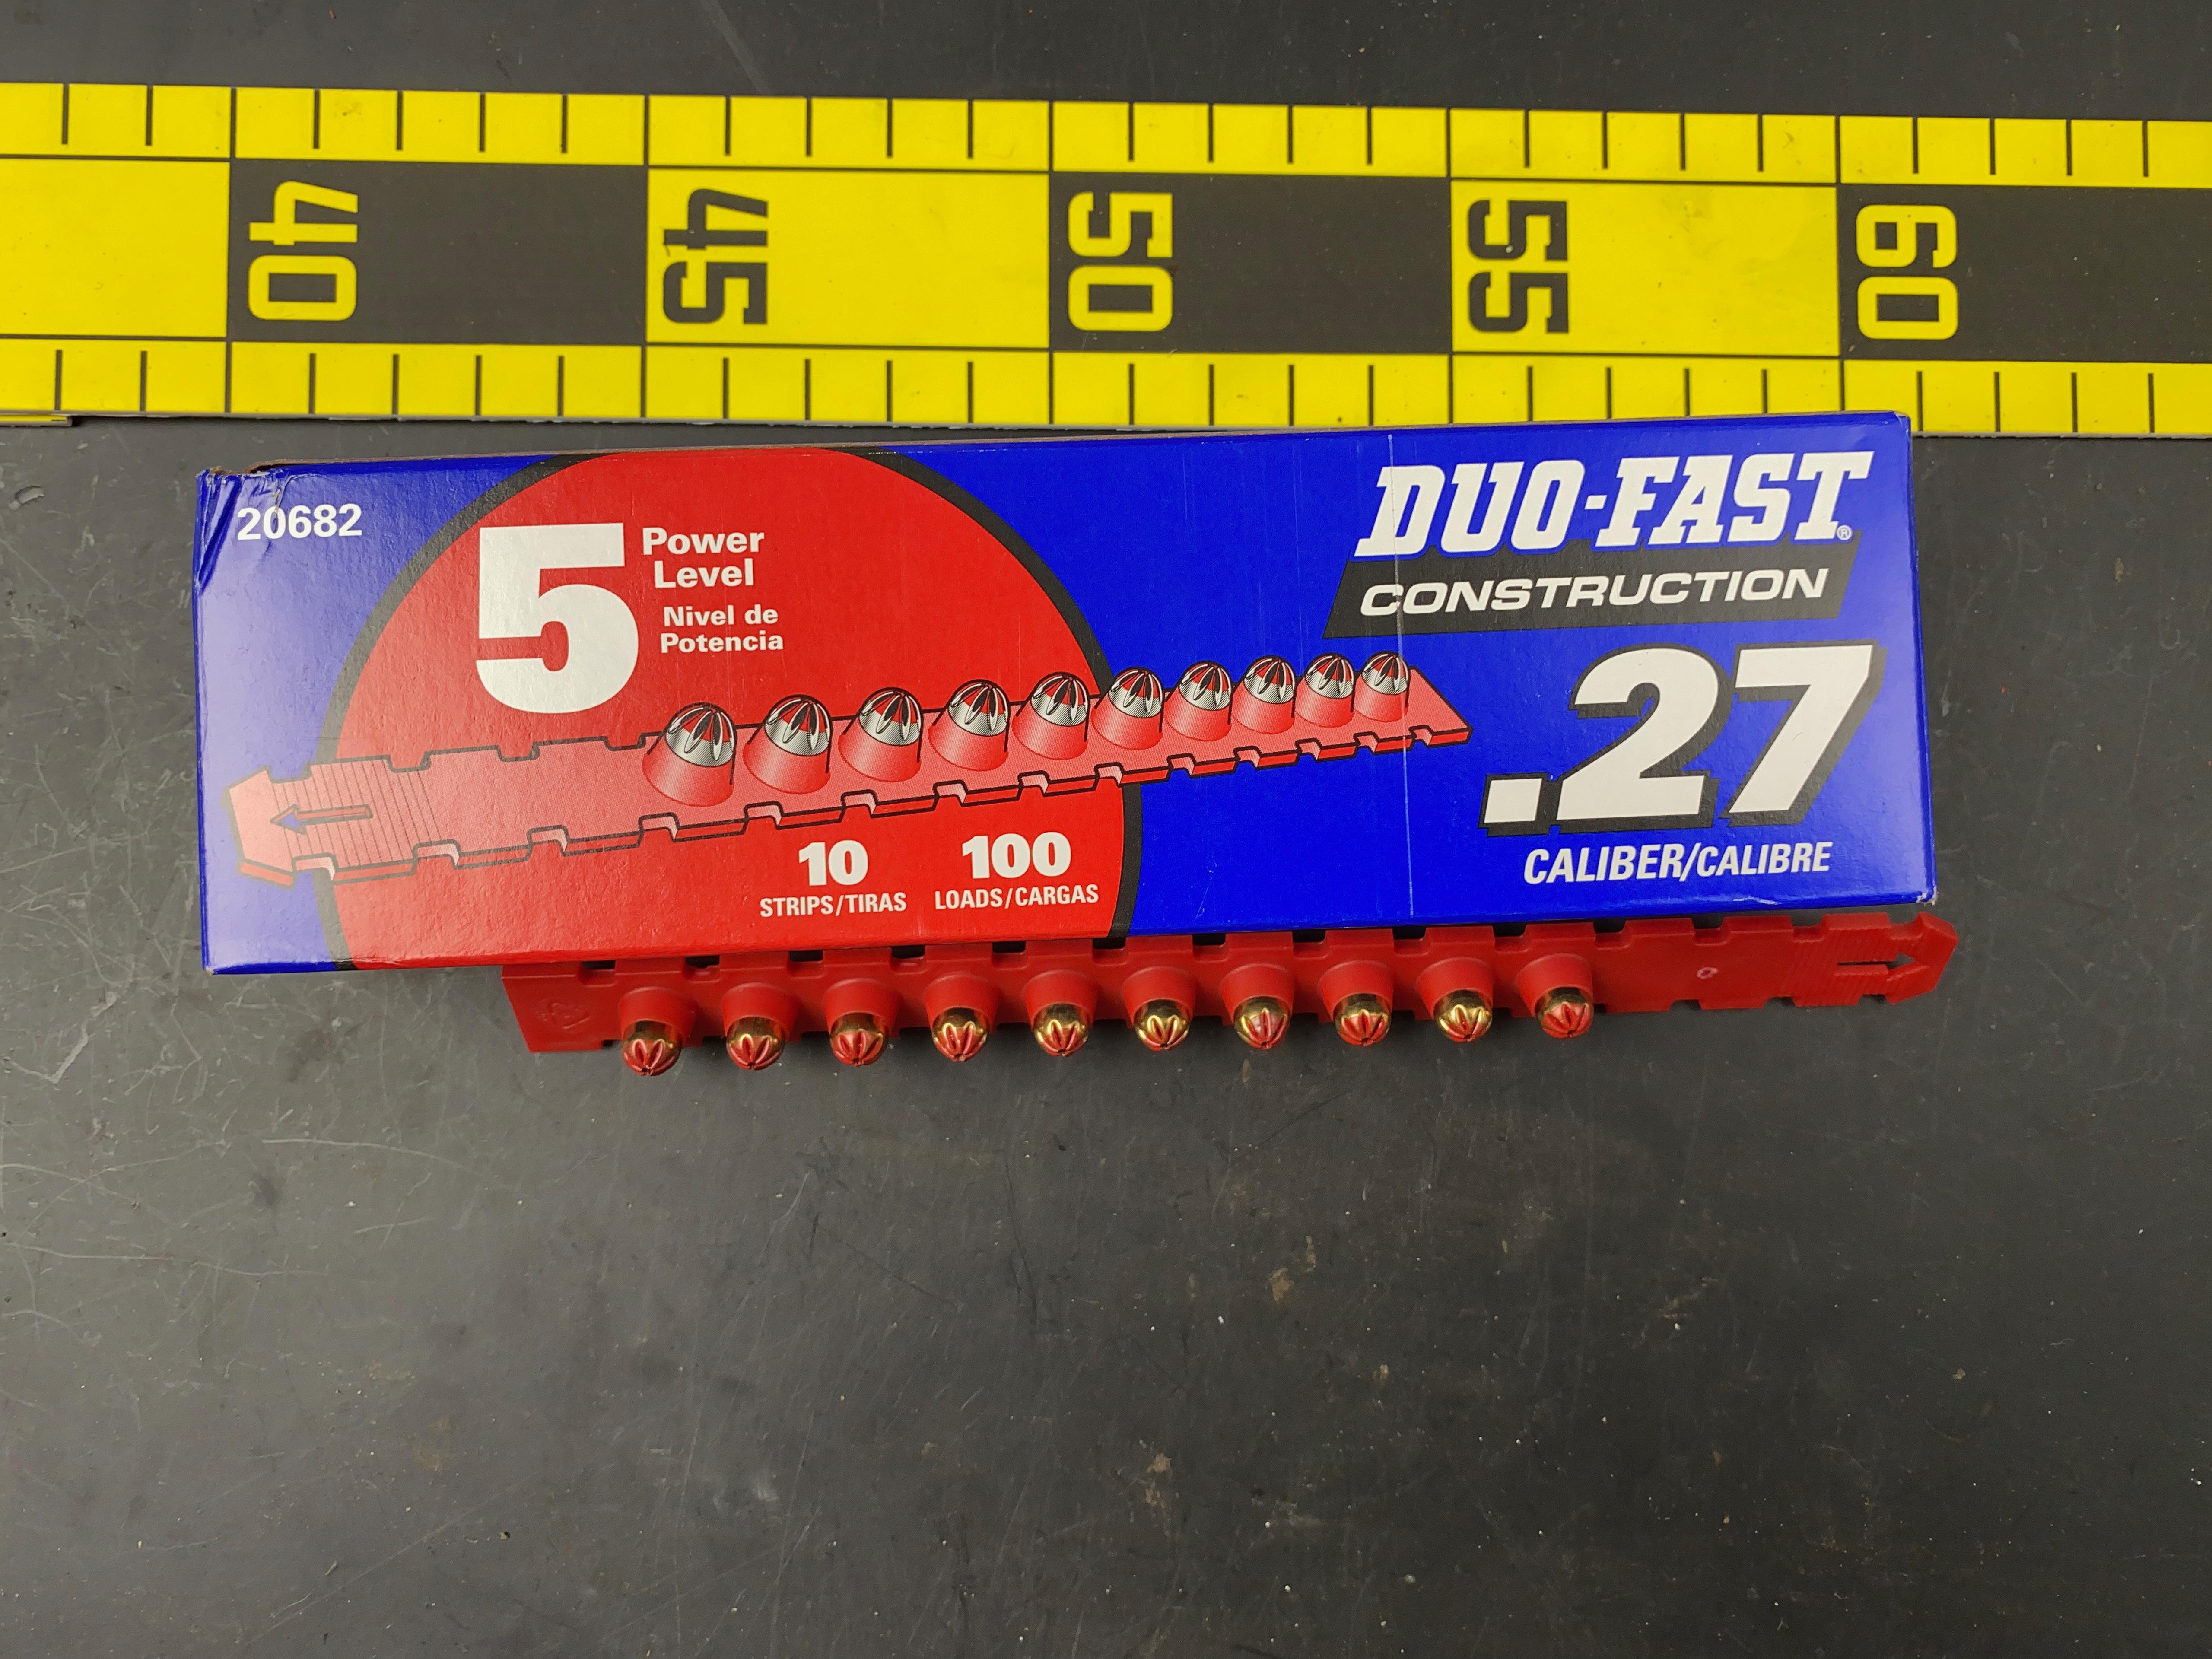 40
45
50
55
60
20682
5
Power
Level
Nivel de
Potencia
10
STRIPS/TIRAS
100
LOADS/CARGAS
DUO-FAST®
CONSTRUCTION
.27
CALIBER/CALIBRE